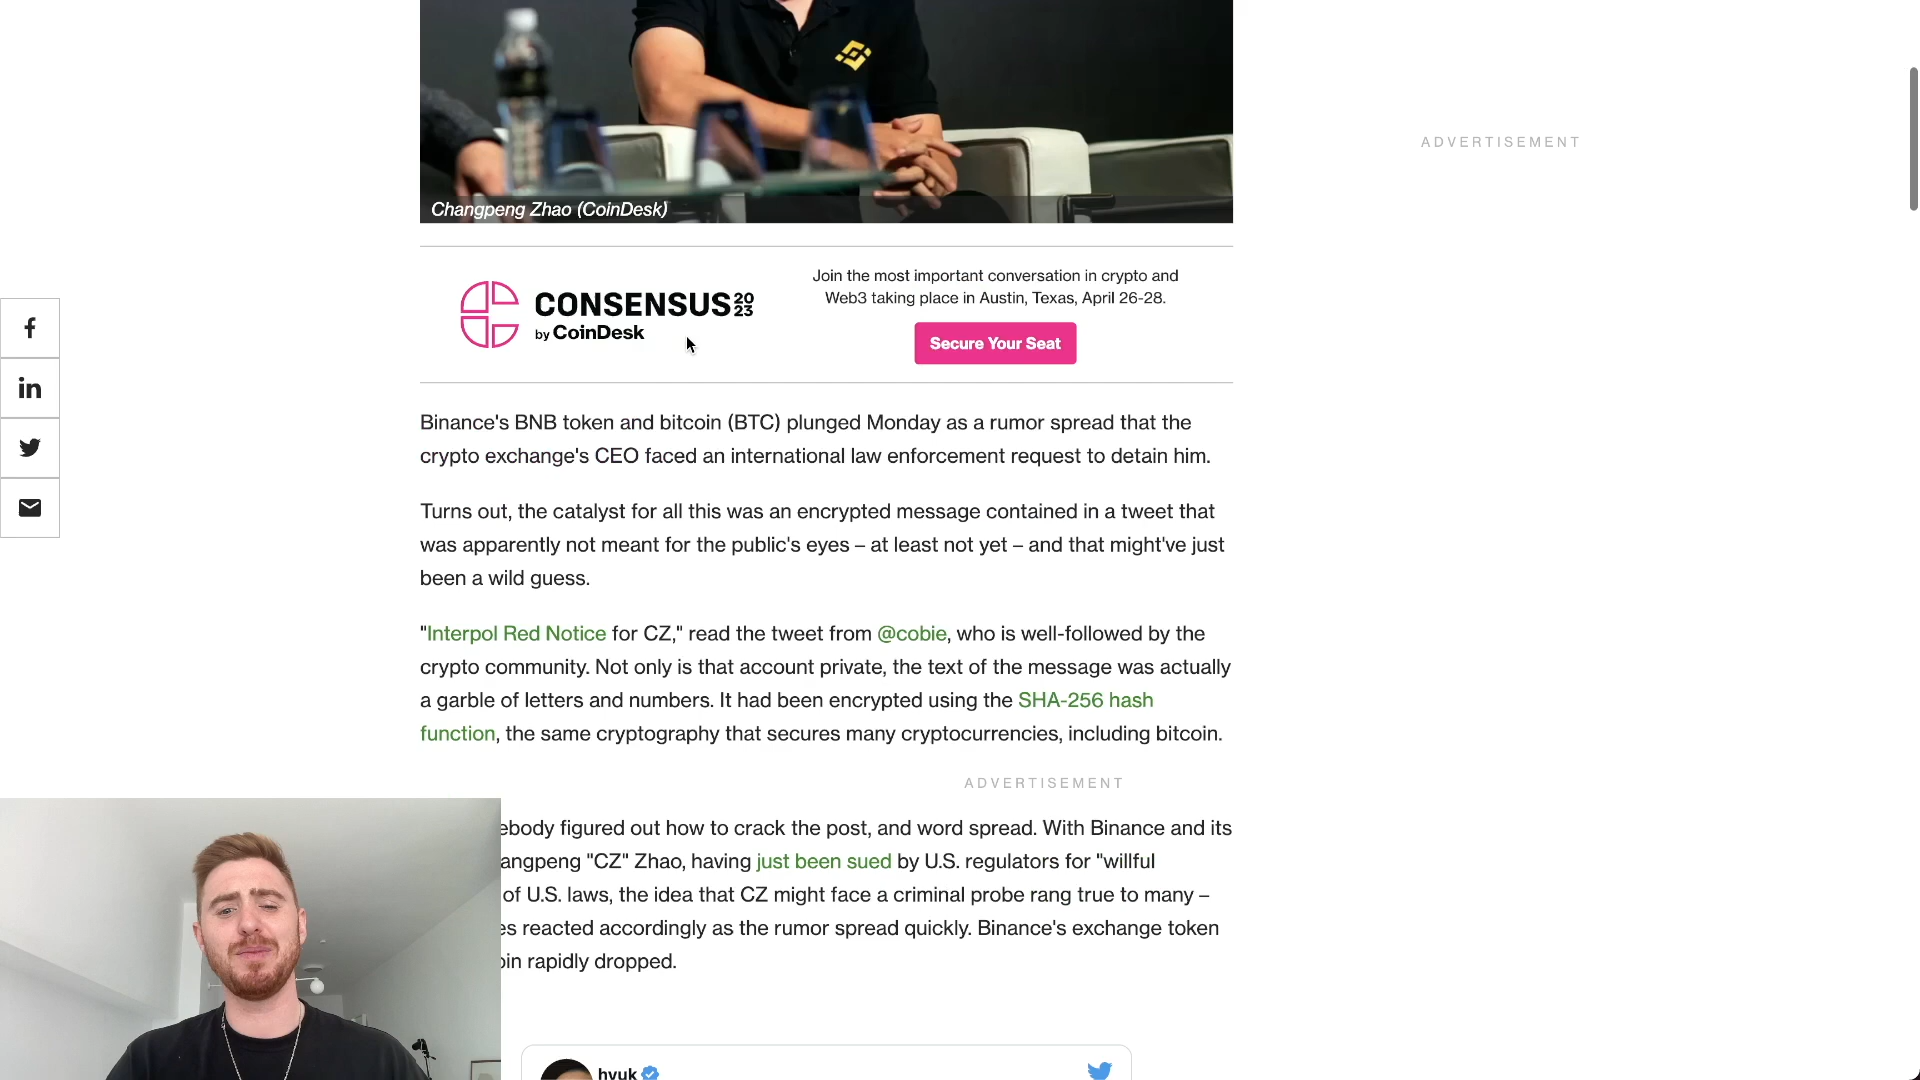 Changpeng Zhao (CoinDesk)
ADVERTISEMENT
CONSENSUS 20 23
by CoinDesk
Join the most important conversation in crypto and
Web3 taking place in Austin, Texas, April 26-28.
Secure Your Seat
Binance's BNB token and bitcoin (BTC) plunged Monday as a rumor spread that the
crypto exchange's CEO faced an international law enforcement request to detain him.
Turns out, the catalyst for all this was an encrypted message contained in a tweet that
was apparently not meant for the public's eyes – at least not yet – and that might've just
been a wild guess.
"Interpol Red Notice for CZ," read the tweet from @cobie, who is well-followed by the
crypto community. Not only is that account private, the text of the message was actually
a garble of letters and numbers. It had been encrypted using the SHA-256 hash
function, the same cryptography that secures many cryptocurrencies, including bitcoin.
ADVERTISEMENT
ebody figured out how to crack the post, and word spread. With Binance and its
angpeng "CZ" Zhao, having just been sued by U.S. regulators for "willful
of U.S. laws, the idea that CZ might face a criminal probe rang true to many –
es reacted accordingly as the rumor spread quickly. Binance's exchange token
oin rapidly dropped.
hvuk